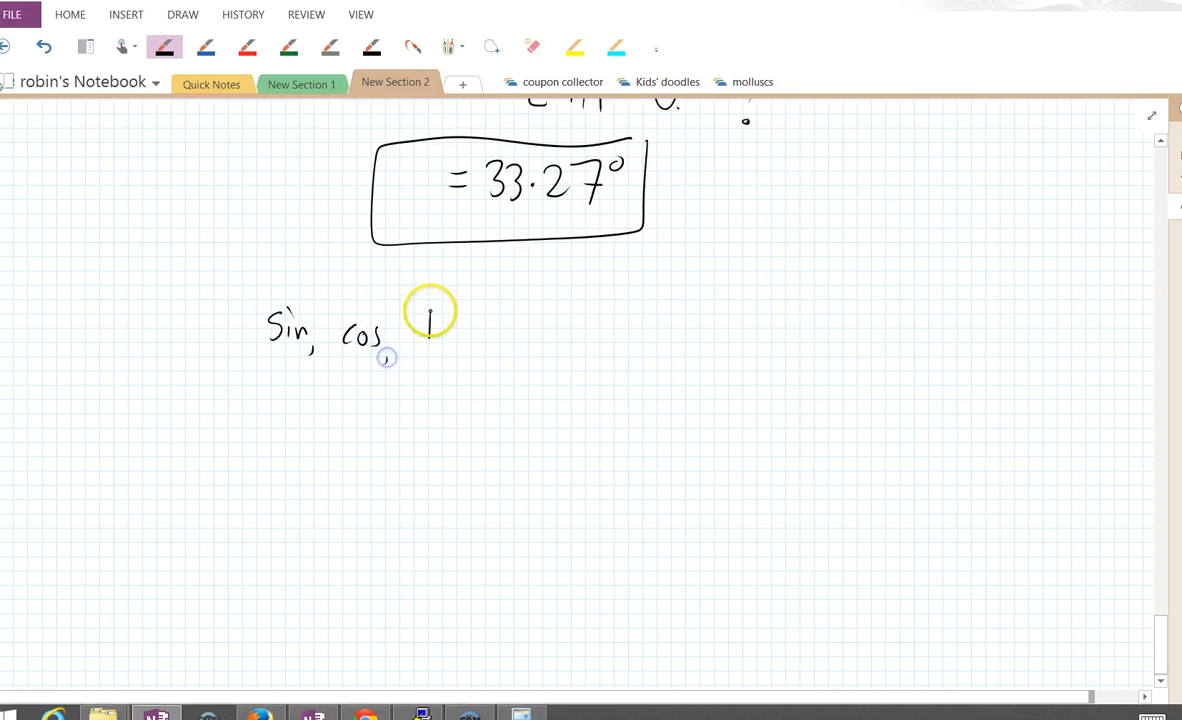 FILE HOME INSERT DRAW HISTORY REVIEW VIEW
robin's Notebook Quick Notes New Section 1 New Section 2 + coupon collector Kids' doodles molluscs
= 33.27°
Sin, cos,